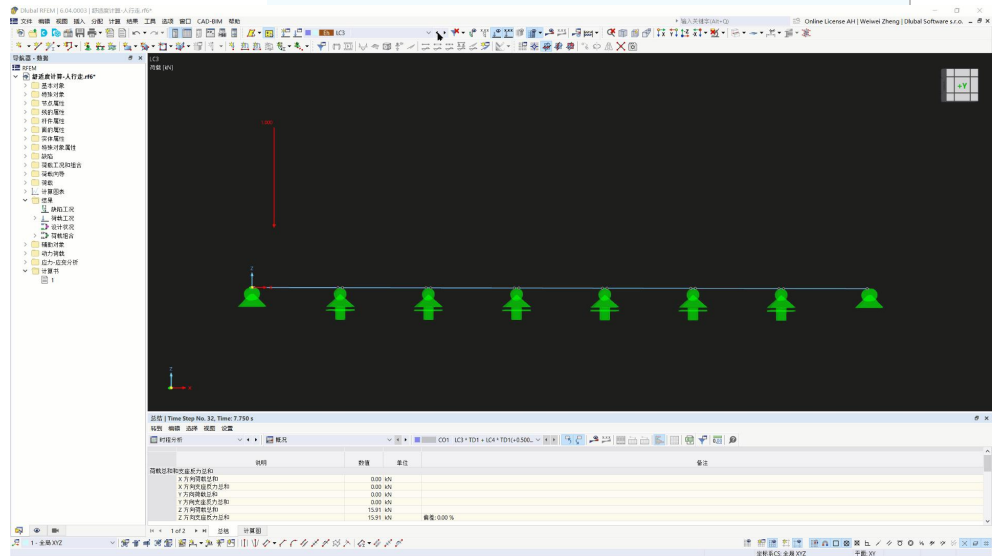 Dlubal RFEM | 6.04.0003 | 舒适度计算-人行走.rf6*
文件 编辑 视图 插入 分配 计算 结果 工具 选项 窗口 CAD-BIM 帮助
输入关键字(Alt+Q)
Online License AH | Weiwei Zheng | Dlubal Software s.r.o.
LC3
导航器 - 数据
RFEM
舒适度计算-人行走.rf6*
基本对象
特殊对象
节点属性
线的属性
杆件属性
面的属性
实体属性
特殊对象属性
缺陷
荷载工况和组合
荷载向导
荷载
计算图表
结果
缺陷工况
荷载工况
设计状况
荷载组合
辅助对象
动力荷载
应力-应变分析
计算书
1
LC3
荷载 [kN]
1.000
+Y
Z
X
总结 | Time Step No. 32, Time: 7.750 s
转到 编辑 选择 视图 设置
时程分析
概况
CO1 LC3 * TD1 + LC4 * TD1(+0.500...
说明 数值 单位 备注
荷载总和和支座反力总和
X 方向荷载总和 0.00 kN
X 方向支座反力总和 0.00 kN
Y 方向荷载总和 0.00 kN
Y 方向支座反力总和 0.00 kN
Z 方向荷载总和 15.91 kN
Z 方向支座反力总和 15.91 kN 偏差: 0.00 %
1 of 2 总结 计算图
1 - 全局 XYZ
坐标系CS: 全局 XYZ 平面: XY